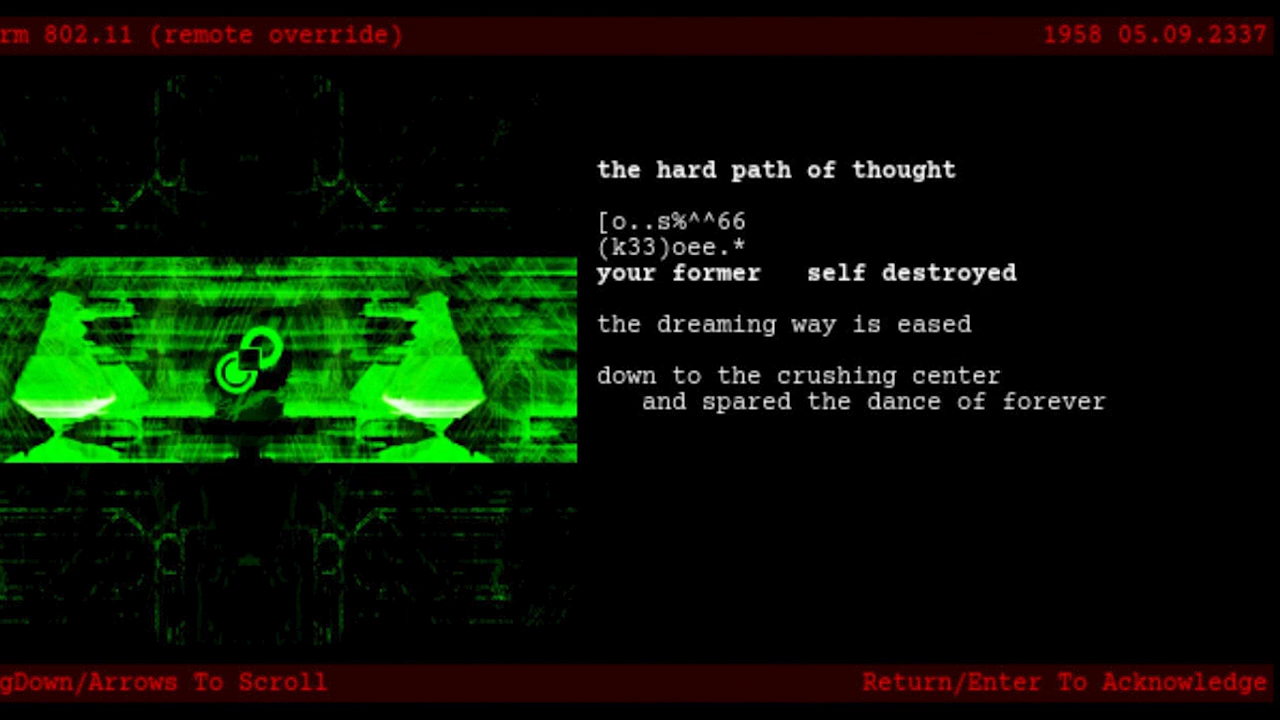 rm 802.11 (remote override)
1958 05.09.2337
the hard path of thought
[o..s%^^66
(k33)oee.*
your former   self destroyed
the dreaming way is eased
down to the crushing center
and spared the dance of forever
gDown/Arrows To Scroll
Return/Enter To Acknowledge